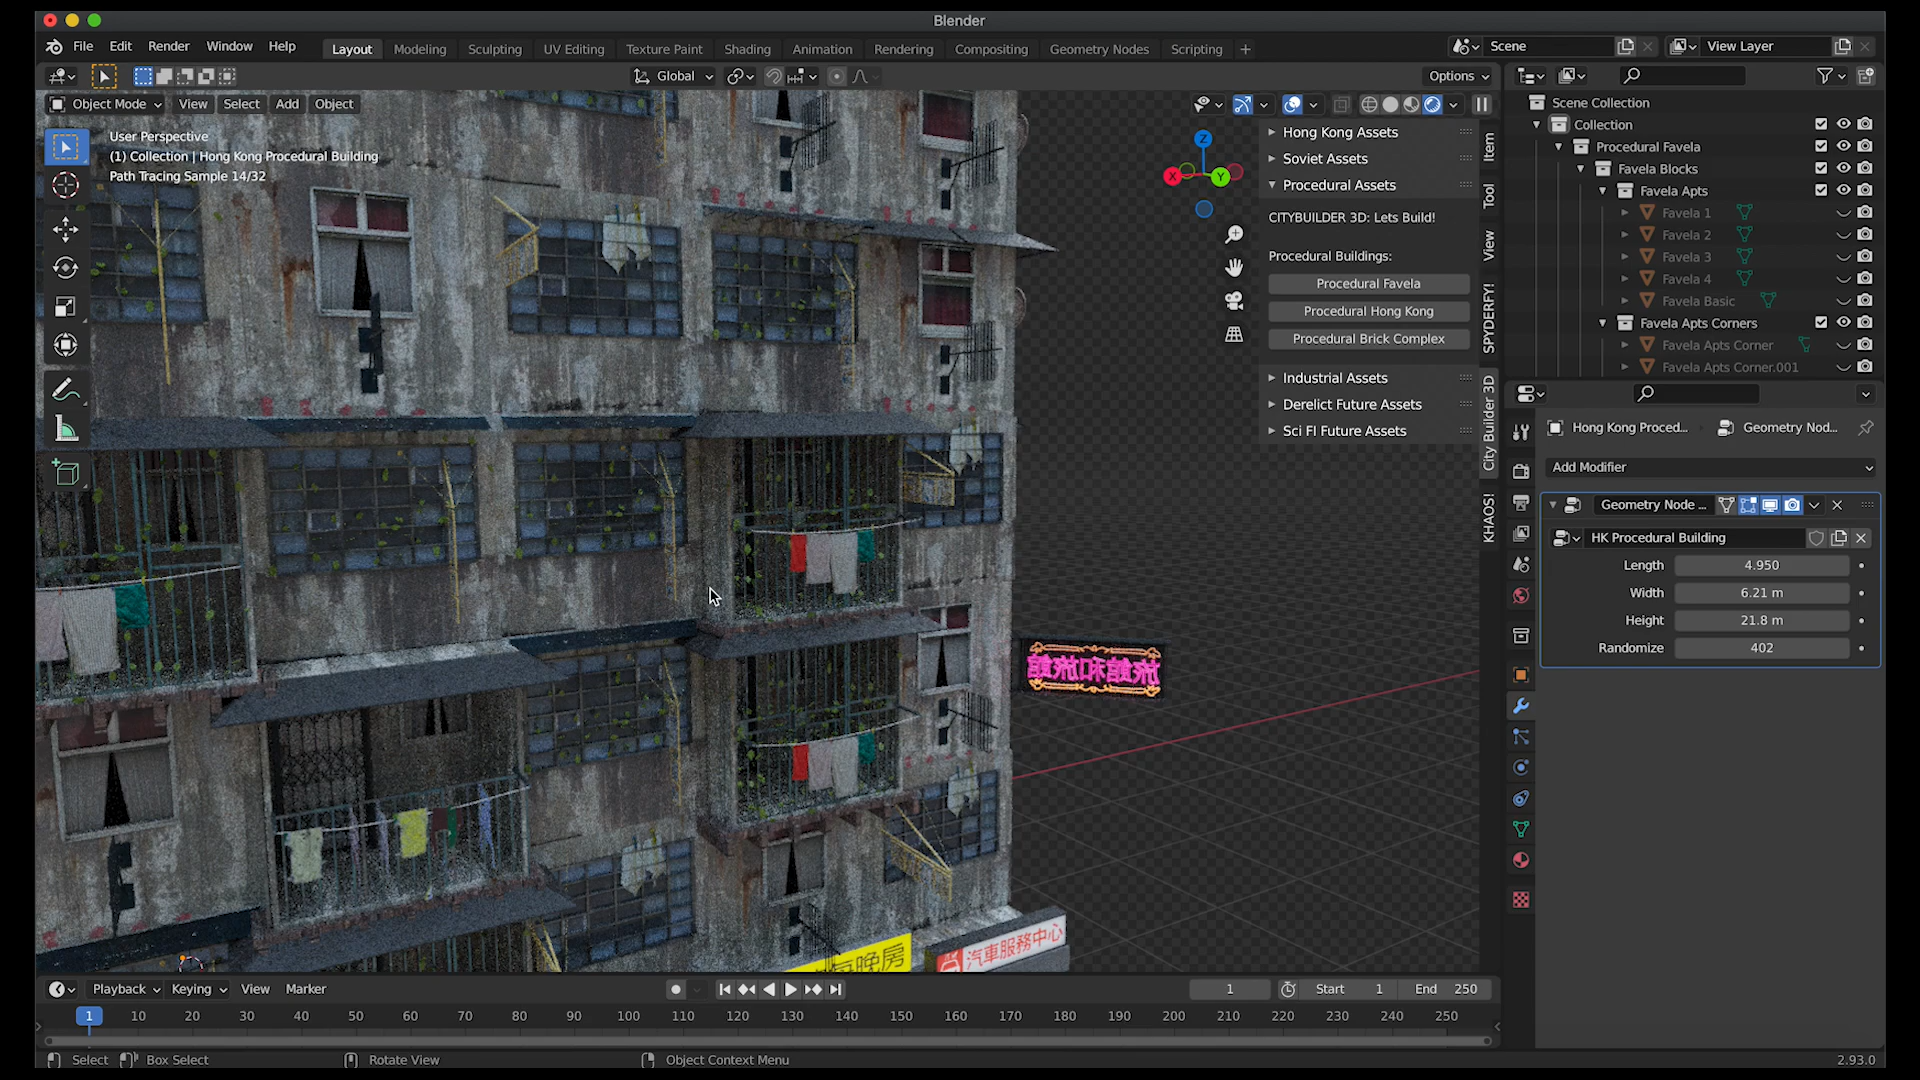 Blender
File Edit Render Window Help Layout Modeling Sculpting UV Editing Texture Paint Shading Animation Rendering Compositing Geometry Nodes Scripting + Scene View Layer
Global Options
Object Mode View Select Add Object
User Perspective
(1) Collection | Hong Kong Procedural Building
Path Tracing Sample 14/32
Z
X
Y
Hong Kong Assets
Soviet Assets
Procedural Assets
CITYBUILDER 3D: Lets Build!
Procedural Buildings:
Procedural Favela
Procedural Hong Kong
Procedural Brick Complex
Industrial Assets
Derelict Future Assets
Sci FI Future Assets
Item
Tool
View
SPYDERFY!
City Builder 3D
KHAOS!
Scene Collection
Collection
Procedural Favela
Favela Blocks
Favela Apts
Favela 1
Favela 2
Favela 3
Favela 4
Favela Basic
Favela Apts Corners
Favela Apts Corner
Favela Apts Corner.001
Hong Kong Proced... Geometry Nod...
Add Modifier
Geometry Node ...
HK Procedural Building
Length 4.950
Width 6.21 m
Height 21.8 m
Randomize 402
旅館和旅館
晚房
汽車服務中心
Playback Keying View Marker 1 Start 1 End 250
1 10 20 30 40 50 60 70 80 90 100 110 120 130 140 150 160 170 180 190 200 210 220 230 240 250
Select Box Select Rotate View Object Context Menu 2.93.0